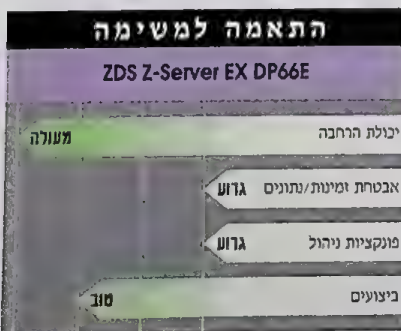 התאמה למשימה
ZDS Z-Server EX DP66E
יכולת הרחבה מעולה
אבטחת זמינות/נתונים גרוע
פונקציות ניהול גרוע
ביצועים טוב